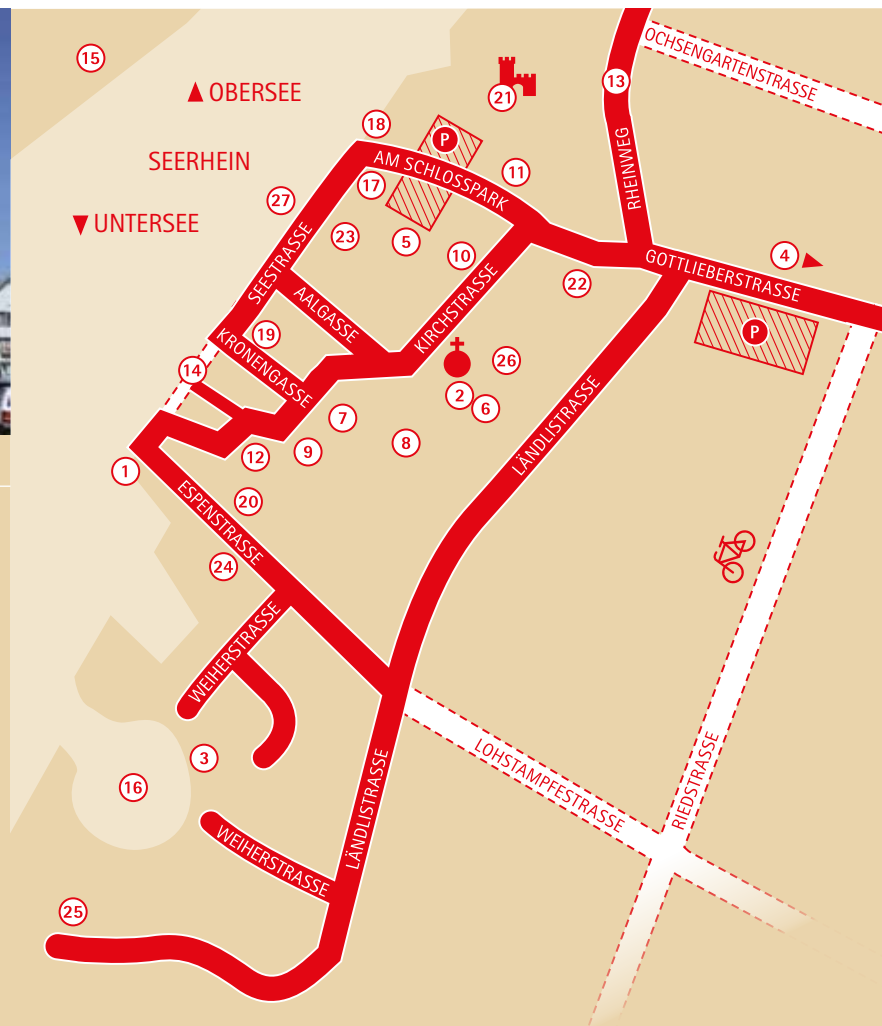 15
▲ OBERSEE
21
OCHSENGARTENSTRASSE
13
18
P
SEERHEIN
AM SCHLOSSPARK
11
RHEINWEG
17
27
▼ UNTERSEE
23
5
10
SEESTRASSE
4
GOTTLIEBERSTRASSE
22
AALGASSE
KIRCHSTRASSE
19
P
KRONENGASSE
26
14
2
6
7
LÄNDLISTRASSE
8
9
12
1
20
ESPENSTRASSE
24
WEIHERSTRASSE
3
16
LOHSTAMPFESTRASSE
RIEDSTRASSE
LÄNDLISTRASSE
WEIHERSTRASSE
25